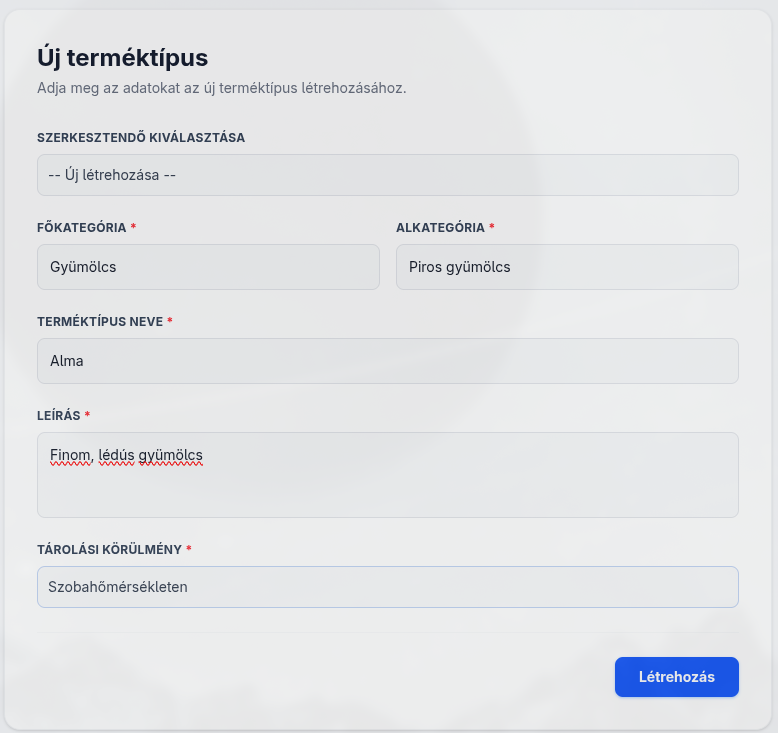 Új terméktípus
Adja meg az adatokat az új terméktípus létrehozásához.
SZERKESZTENDŐ KIVÁLASZTÁSA
-- Új létrehozása --
FŐKATEGÓRIA *
ALKATEGÓRIA *
Gyümölcs
Piros gyümölcs
TERMÉKTÍPUS NEVE *
Alma
LEÍRÁS *
Finom, lédús gyümölcs
TÁROLÁSI KÖRÜLMÉNY *
Szobahőmérsékleten
Létrehozás